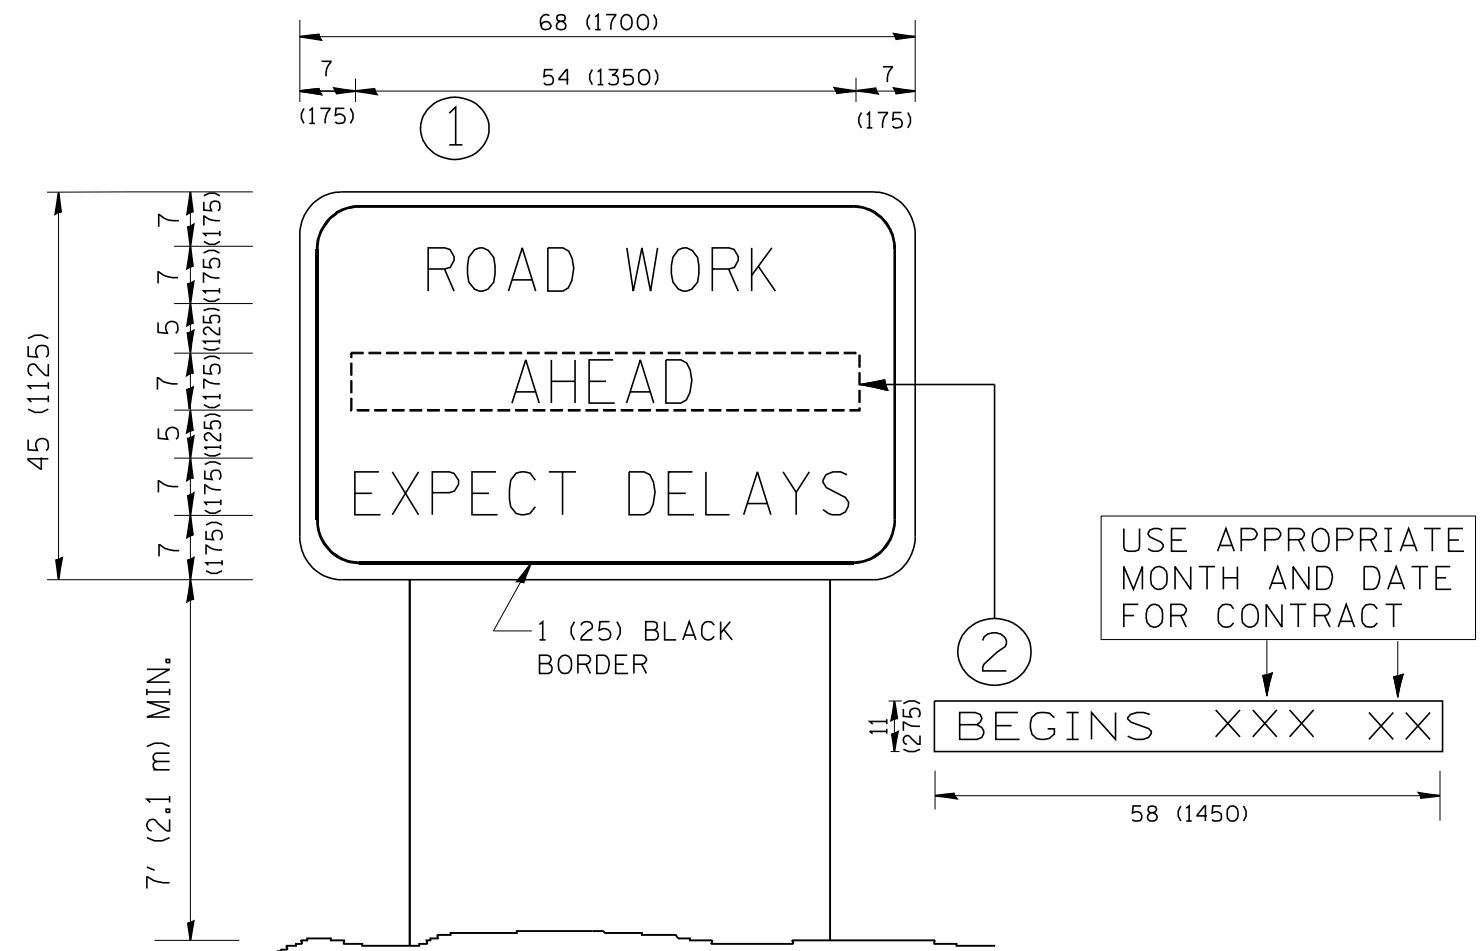 68 (1700)
7
54 (1350)
7
(175)
(175)
1
45 (1125)
7
(175)
7
(175)
5
(125)
7
(175)
5
(125)
7
(175)
7
(175)
ROAD WORK
AHEAD
EXPECT DELAYS
1 (25) BLACK
BORDER
7' (2.1 m) MIN.
2
USE APPROPRIATE
MONTH AND DATE
FOR CONTRACT
11
(275)
BEGINS XXX XX
58 (1450)